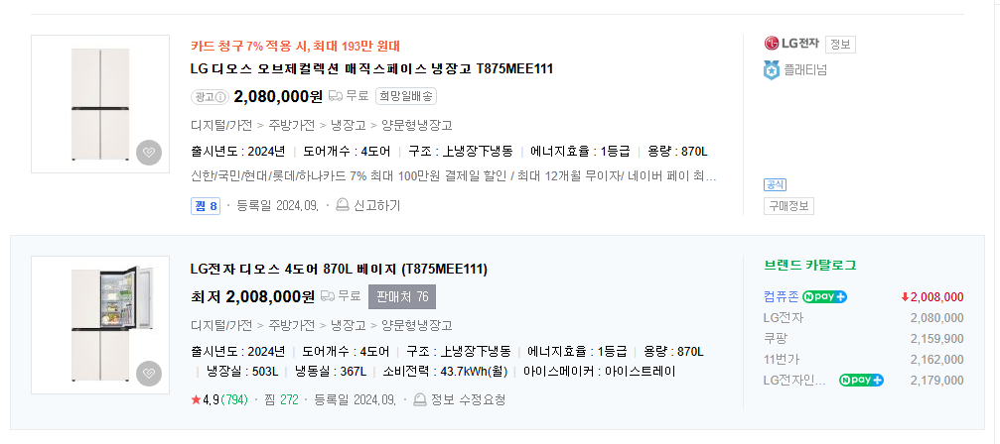 카드 청구 7% 적용 시, 최대 193만 원대
LG 디오스 오브제컬렉션 매직스페이스 냉장고 T875MEE111
광고 2,080,000원 무료 희망일배송
디지털/가전 > 주방가전 > 냉장고 > 양문형냉장고
출시년도 : 2024년 | 도어개수 : 4도어 | 구조 : 上냉장下냉동 | 에너지효율 : 1등급 | 용량 : 870L
신한/국민/현대/롯데/하나카드 7% 최대 100만원 결제일 할인 / 최대 12개월 무이자/ 네이버 페이 최...
찜 8 · 등록일 2024.09. · 신고하기
LG전자 정보
플래티넘
공식
구매정보
LG전자 디오스 4도어 870L 베이지 (T875MEE111)
최저 2,008,000원 무료 판매처 76
디지털/가전 > 주방가전 > 냉장고 > 양문형냉장고
출시년도 : 2024년 | 도어개수 : 4도어 | 구조 : 上냉장下냉동 | 에너지효율 : 1등급 | 용량 : 870L
| 냉장실 : 503L | 냉동실 : 367L | 소비전력 : 43.7kWh(월) | 아이스메이커 : 아이스트레이
★4.9(794) · 찜 272 · 등록일 2024.09. · 정보 수정요청
브랜드 카탈로그
컴퓨존 N pay+ 2,008,000
LG전자 2,080,000
쿠팡 2,159,900
11번가 2,162,000
LG전자인... N pay+ 2,179,000